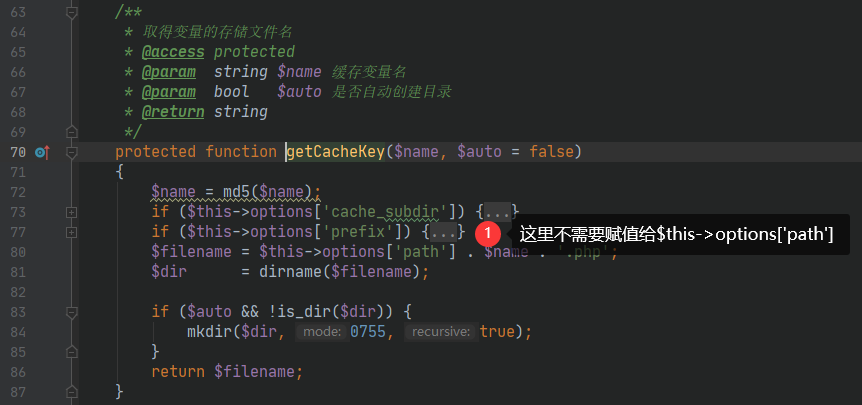 63 /**
64 * 取得变量的存储文件名
65 * @access protected
66 * @param string $name 缓存变量名
67 * @param bool $auto 是否自动创建目录
68 * @return string
69 */
70 protected function getCacheKey($name, $auto = false)
71 {
72 $name = md5($name);
73 if ($this->options['cache_subdir']) {...}
77 if ($this->options['prefix']) {...} 1 这里不需要赋值给$this->options['path']
80 $filename = $this->options['path'] . $name . '.php';
81 $dir = dirname($filename);
82
83 if ($auto && !is_dir($dir)) {
84 mkdir($dir, mode: 0755, recursive: true);
85 }
86 return $filename;
87 }